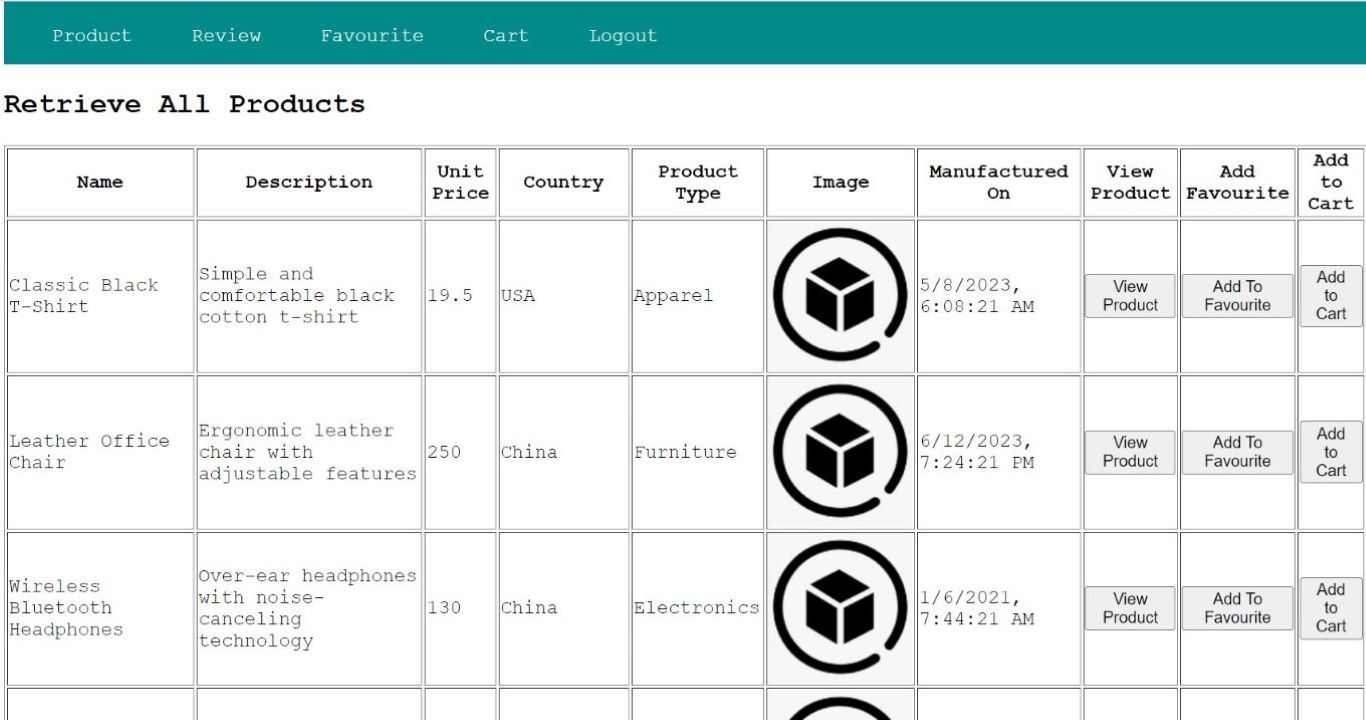 Product Review Favourite Cart Logout
Retrieve All Products
Name Description Unit Price Country Product Type Image Manufactured On View Product Add Favourite Add to Cart
Classic Black T-Shirt Simple and comfortable black cotton t-shirt 19.5 USA Apparel 5/8/2023, 6:08:21 AM View Product Add To Favourite Add to Cart
Leather Office Chair Ergonomic leather chair with adjustable features 250 China Furniture 6/12/2023, 7:24:21 PM View Product Add To Favourite Add to Cart
Wireless Bluetooth Headphones Over-ear headphones with noise-canceling technology 130 China Electronics 1/6/2021, 7:44:21 AM View Product Add To Favourite Add to Cart